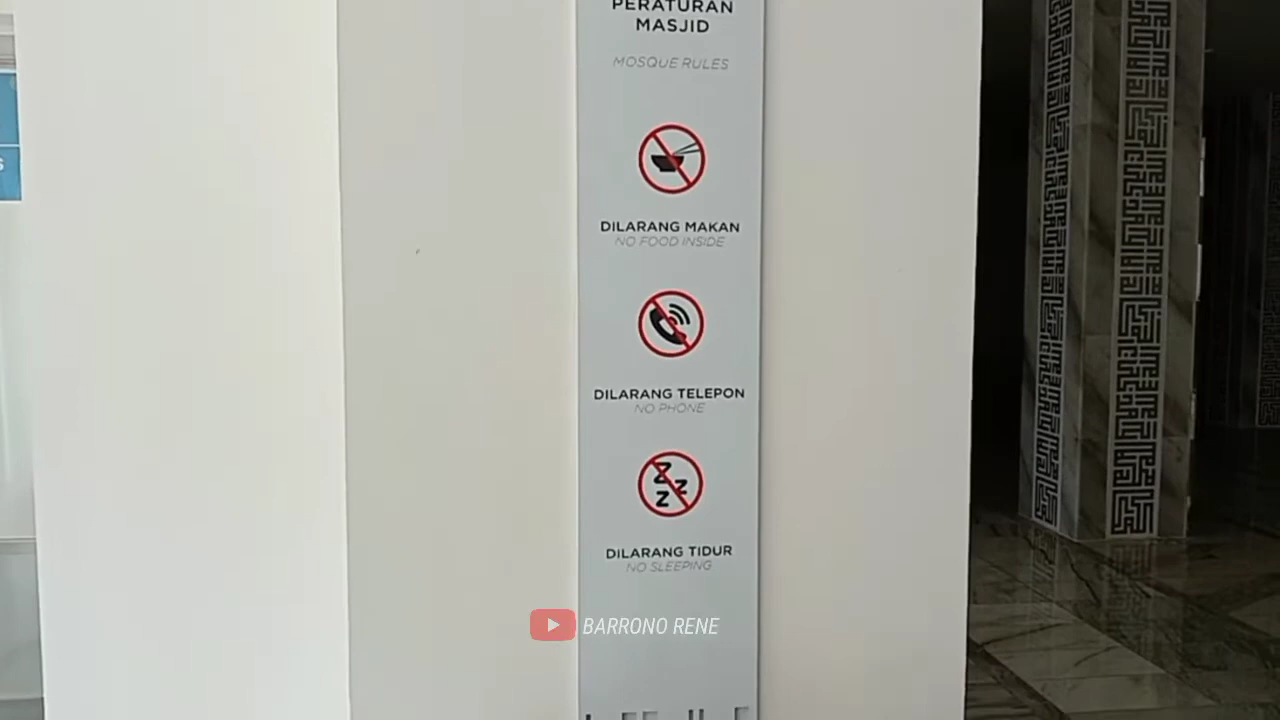 PERATURAN
MASJID
MOSQUE RULES
S
DILARANG MAKAN
NO FOOD INSIDE
DILARANG TELEPON
NO PHONE
Z
Z
Z
DILARANG TIDUR
NO SLEEPING
BARRONO RENE